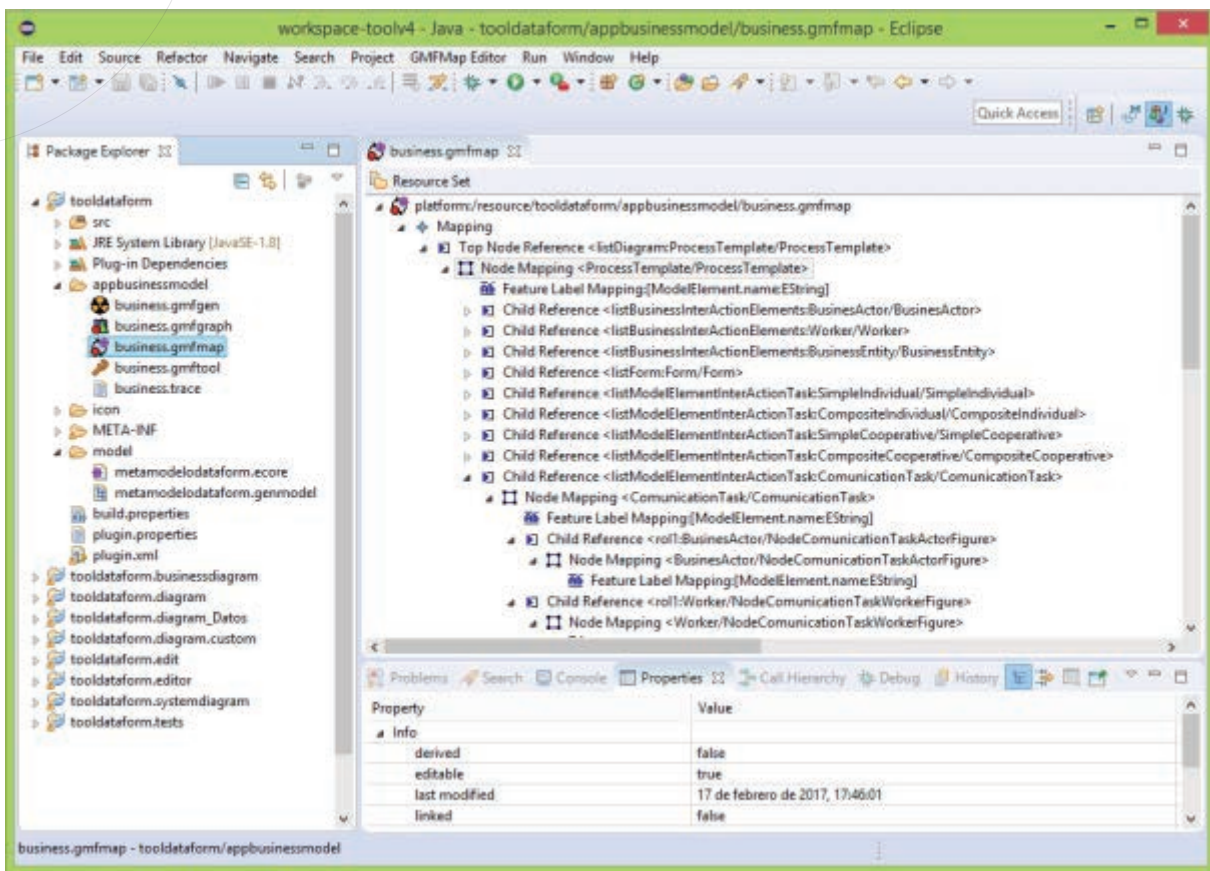 workspace-toolv4 - Java - tooldataform/appbusinessmodel/business.gmfmap - Eclipse
File Edit Source Refactor Navigate Search Project GMFMap Editor Run Window Help
Quick Access
Package Explorer
tooldataform
src
JRE System Library [JavaSE-1.8]
Plug-in Dependencies
appbusinessmodel
business.gmfgen
business.gmfgraph
business.gmfmap
business.gmftool
business.trace
icon
META-INF
model
metamodelodataform.ecore
metamodelodataform.genmodel
build.properties
plugin.properties
plugin.xml
tooldataform.businessdiagram
tooldataform.diagram
tooldataform.diagram_Datos
tooldataform.diagram.custom
tooldataform.edit
tooldataform.editor
tooldataform.systemdiagram
tooldataform.tests
business.gmfmap
Resource Set
platform:/resource/tooldataform/appbusinessmodel/business.gmfmap
Mapping
Top Node Reference <listDiagram:ProcessTemplate/ProcessTemplate>
Node Mapping <ProcessTemplate/ProcessTemplate>
Feature Label Mapping:[ModelElement.name:EString]
Child Reference <listBusinessInterActionElements:BusinesActor/BusinesActor>
Child Reference <listBusinessInterActionElements:Worker/Worker>
Child Reference <listBusinessInterActionElements:BusinessEntity/BusinessEntity>
Child Reference <listForm:Form/Form>
Child Reference <listModelElementInterActionTask:SimpleIndividual/SimpleIndividual>
Child Reference <listModelElementInterActionTask:CompositeIndividual/CompositeIndividual>
Child Reference <listModelElementInterActionTask:SimpleCooperative/SimpleCooperative>
Child Reference <listModelElementInterActionTask:CompositeCooperative/CompositeCooperative>
Child Reference <listModelElementInterActionTask:ComunicationTask/ComunicationTask>
Node Mapping <ComunicationTask/ComunicationTask>
Feature Label Mapping:[ModelElement.name:EString]
Child Reference <rol1:BusinesActor/NodeComunicationTaskActorFigure>
Node Mapping <BusinesActor/NodeComunicationTaskActorFigure>
Feature Label Mapping:[ModelElement.name:EString]
Child Reference <rol1:Worker/NodeComunicationTaskWorkerFigure>
Node Mapping <Worker/NodeComunicationTaskWorkerFigure>
Problems Search Console Properties Call Hierarchy Debug History
Property Value
Info
derived false
editable true
last modified 17 de febrero de 2017, 17:46:01
linked false
business.gmfmap - tooldataform/appbusinessmodel